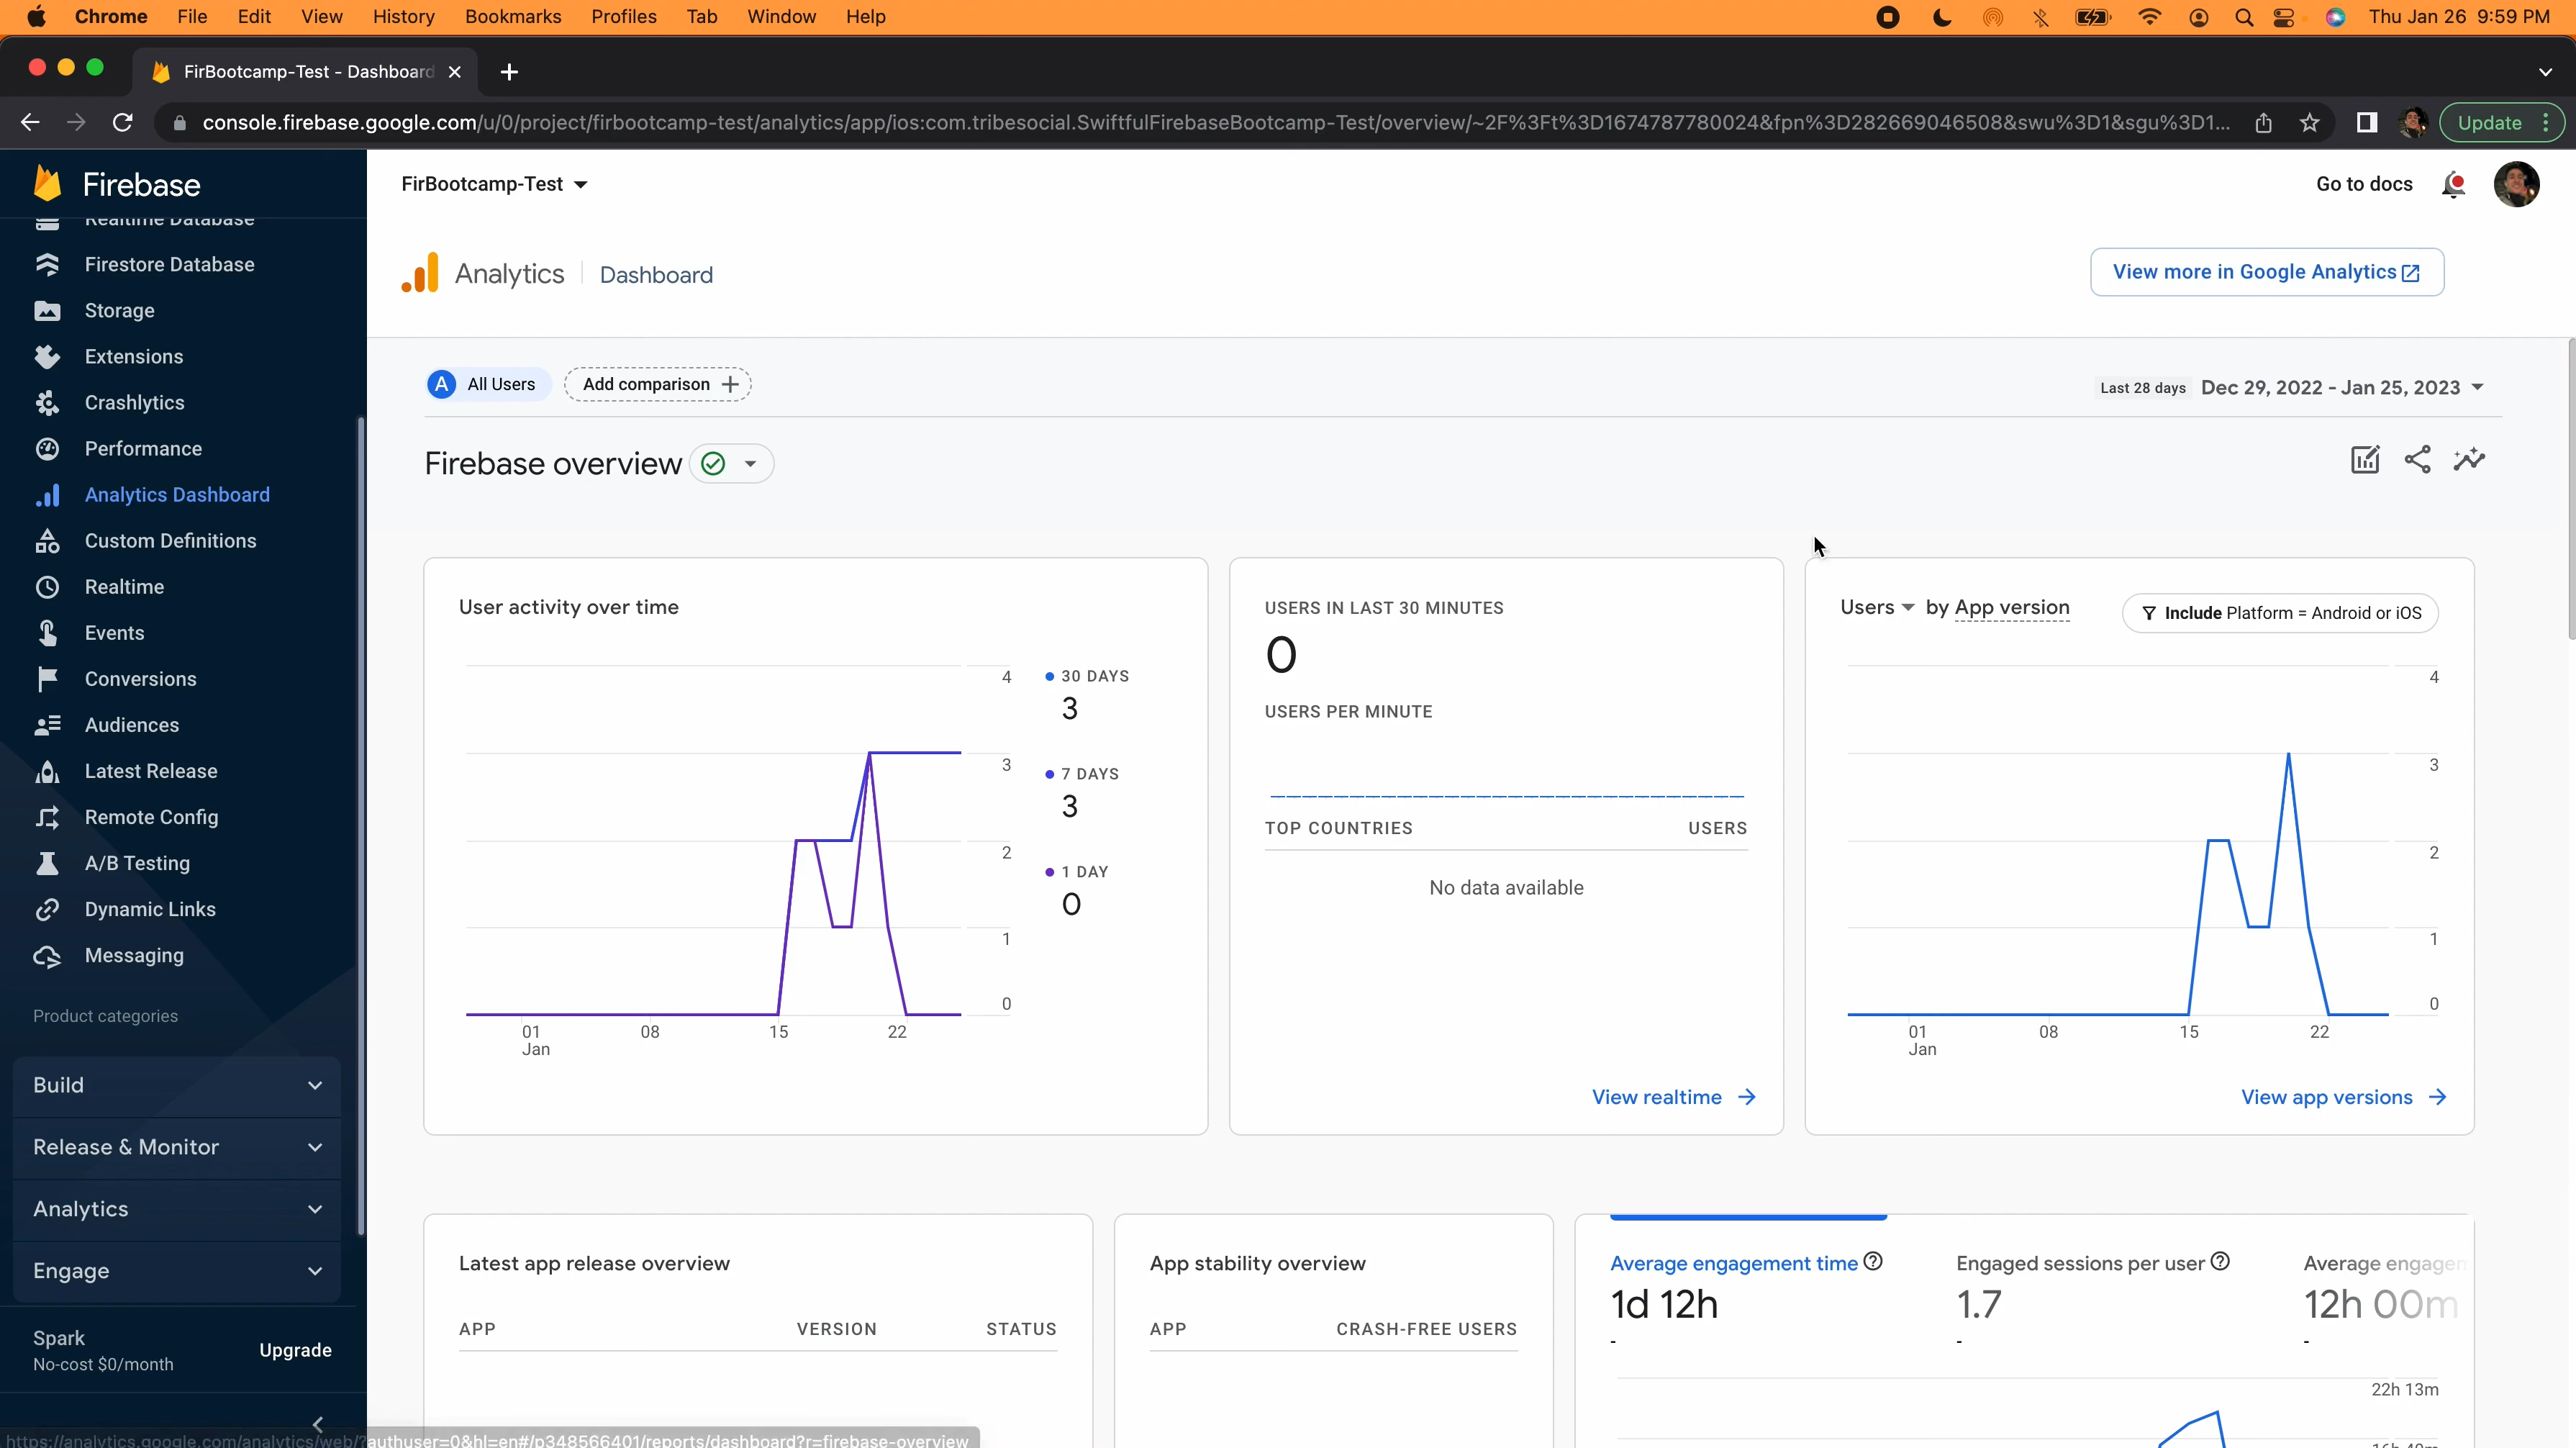 Chrome File Edit View History Bookmarks Profiles Tab Window Help Thu Jan 26 9:59 PM
FirBootcamp-Test - Dashboard
console.firebase.google.com/u/0/project/firbootcamp-test/analytics/app/ios:com.tribesocial.SwiftfulFirebaseBootcamp-Test/overview/~2F%3Ft%3D1674787780024&fpn%3D282669046508&swu%3D1&sgu%3D1... Update
Firebase
Realtime Database
Firestore Database
Storage
Extensions
Crashlytics
Performance
Analytics Dashboard
Custom Definitions
Realtime
Events
Conversions
Audiences
Latest Release
Remote Config
A/B Testing
Dynamic Links
Messaging
Product categories
Build
Release & Monitor
Analytics
Engage
Spark
No-cost $0/month
Upgrade
FirBootcamp-Test
Go to docs
Analytics Dashboard
View more in Google Analytics
A All Users
Add comparison +
Last 28 days Dec 29, 2022 - Jan 25, 2023
Firebase overview
User activity over time
4
3
2
1
0
01 08 15 22
Jan
30 DAYS
3
7 DAYS
3
1 DAY
0
USERS IN LAST 30 MINUTES
0
USERS PER MINUTE
TOP COUNTRIES USERS
No data available
View realtime
Users by App version
Include Platform = Android or iOS
4
3
2
1
0
01 08 15 22
Jan
View app versions
Latest app release overview
APP VERSION STATUS
App stability overview
APP CRASH-FREE USERS
Average engagement time
1d 12h
-
Engaged sessions per user
1.7
-
Average engagem
12h 00m
-
22h 13m
https://analytics.google.com/analytics/web/?authuser=0&hl=en#/p348566401/reports/dashboard?r=firebase-overview